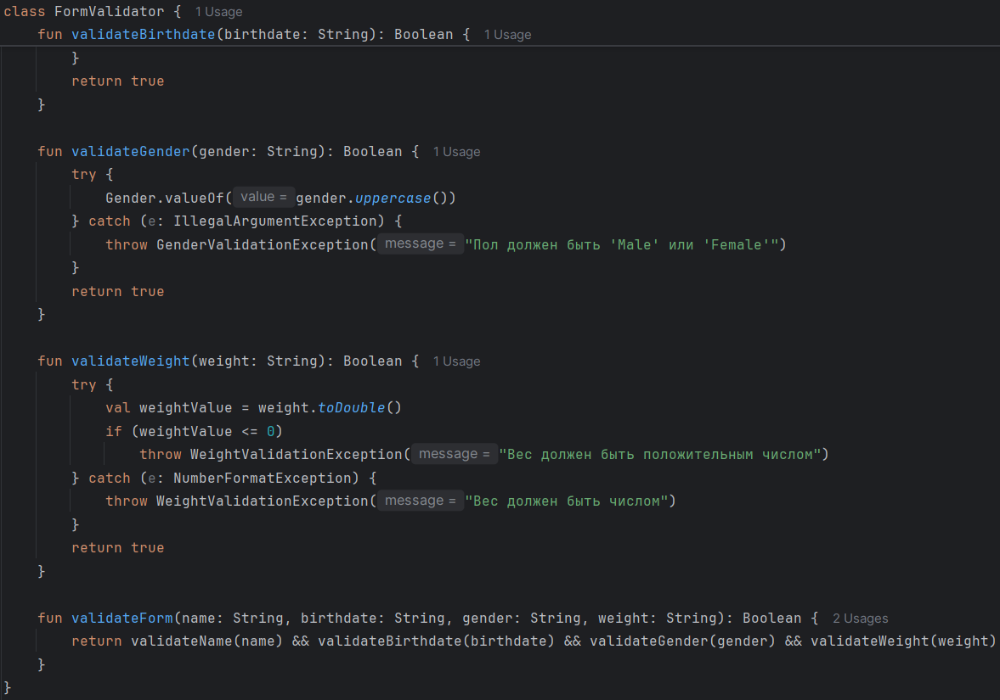 class FormValidator {  1 Usage
    fun validateBirthdate(birthdate: String): Boolean {  1 Usage
        }
        return true
    }
    fun validateGender(gender: String): Boolean {  1 Usage
        try {
            Gender.valueOf( value = gender.uppercase())
        } catch (e: IllegalArgumentException) {
            throw GenderValidationException( message = "Пол должен быть 'Male' или 'Female'")
        }
        return true
    }
    fun validateWeight(weight: String): Boolean {  1 Usage
        try {
            val weightValue = weight.toDouble()
            if (weightValue <= 0)
                throw WeightValidationException( message = "Вес должен быть положительным числом")
        } catch (e: NumberFormatException) {
            throw WeightValidationException( message = "Вес должен быть числом")
        }
        return true
    }
    fun validateForm(name: String, birthdate: String, gender: String, weight: String): Boolean {  2 Usages
        return validateName(name) && validateBirthdate(birthdate) && validateGender(gender) && validateWeight(weight)
    }
}